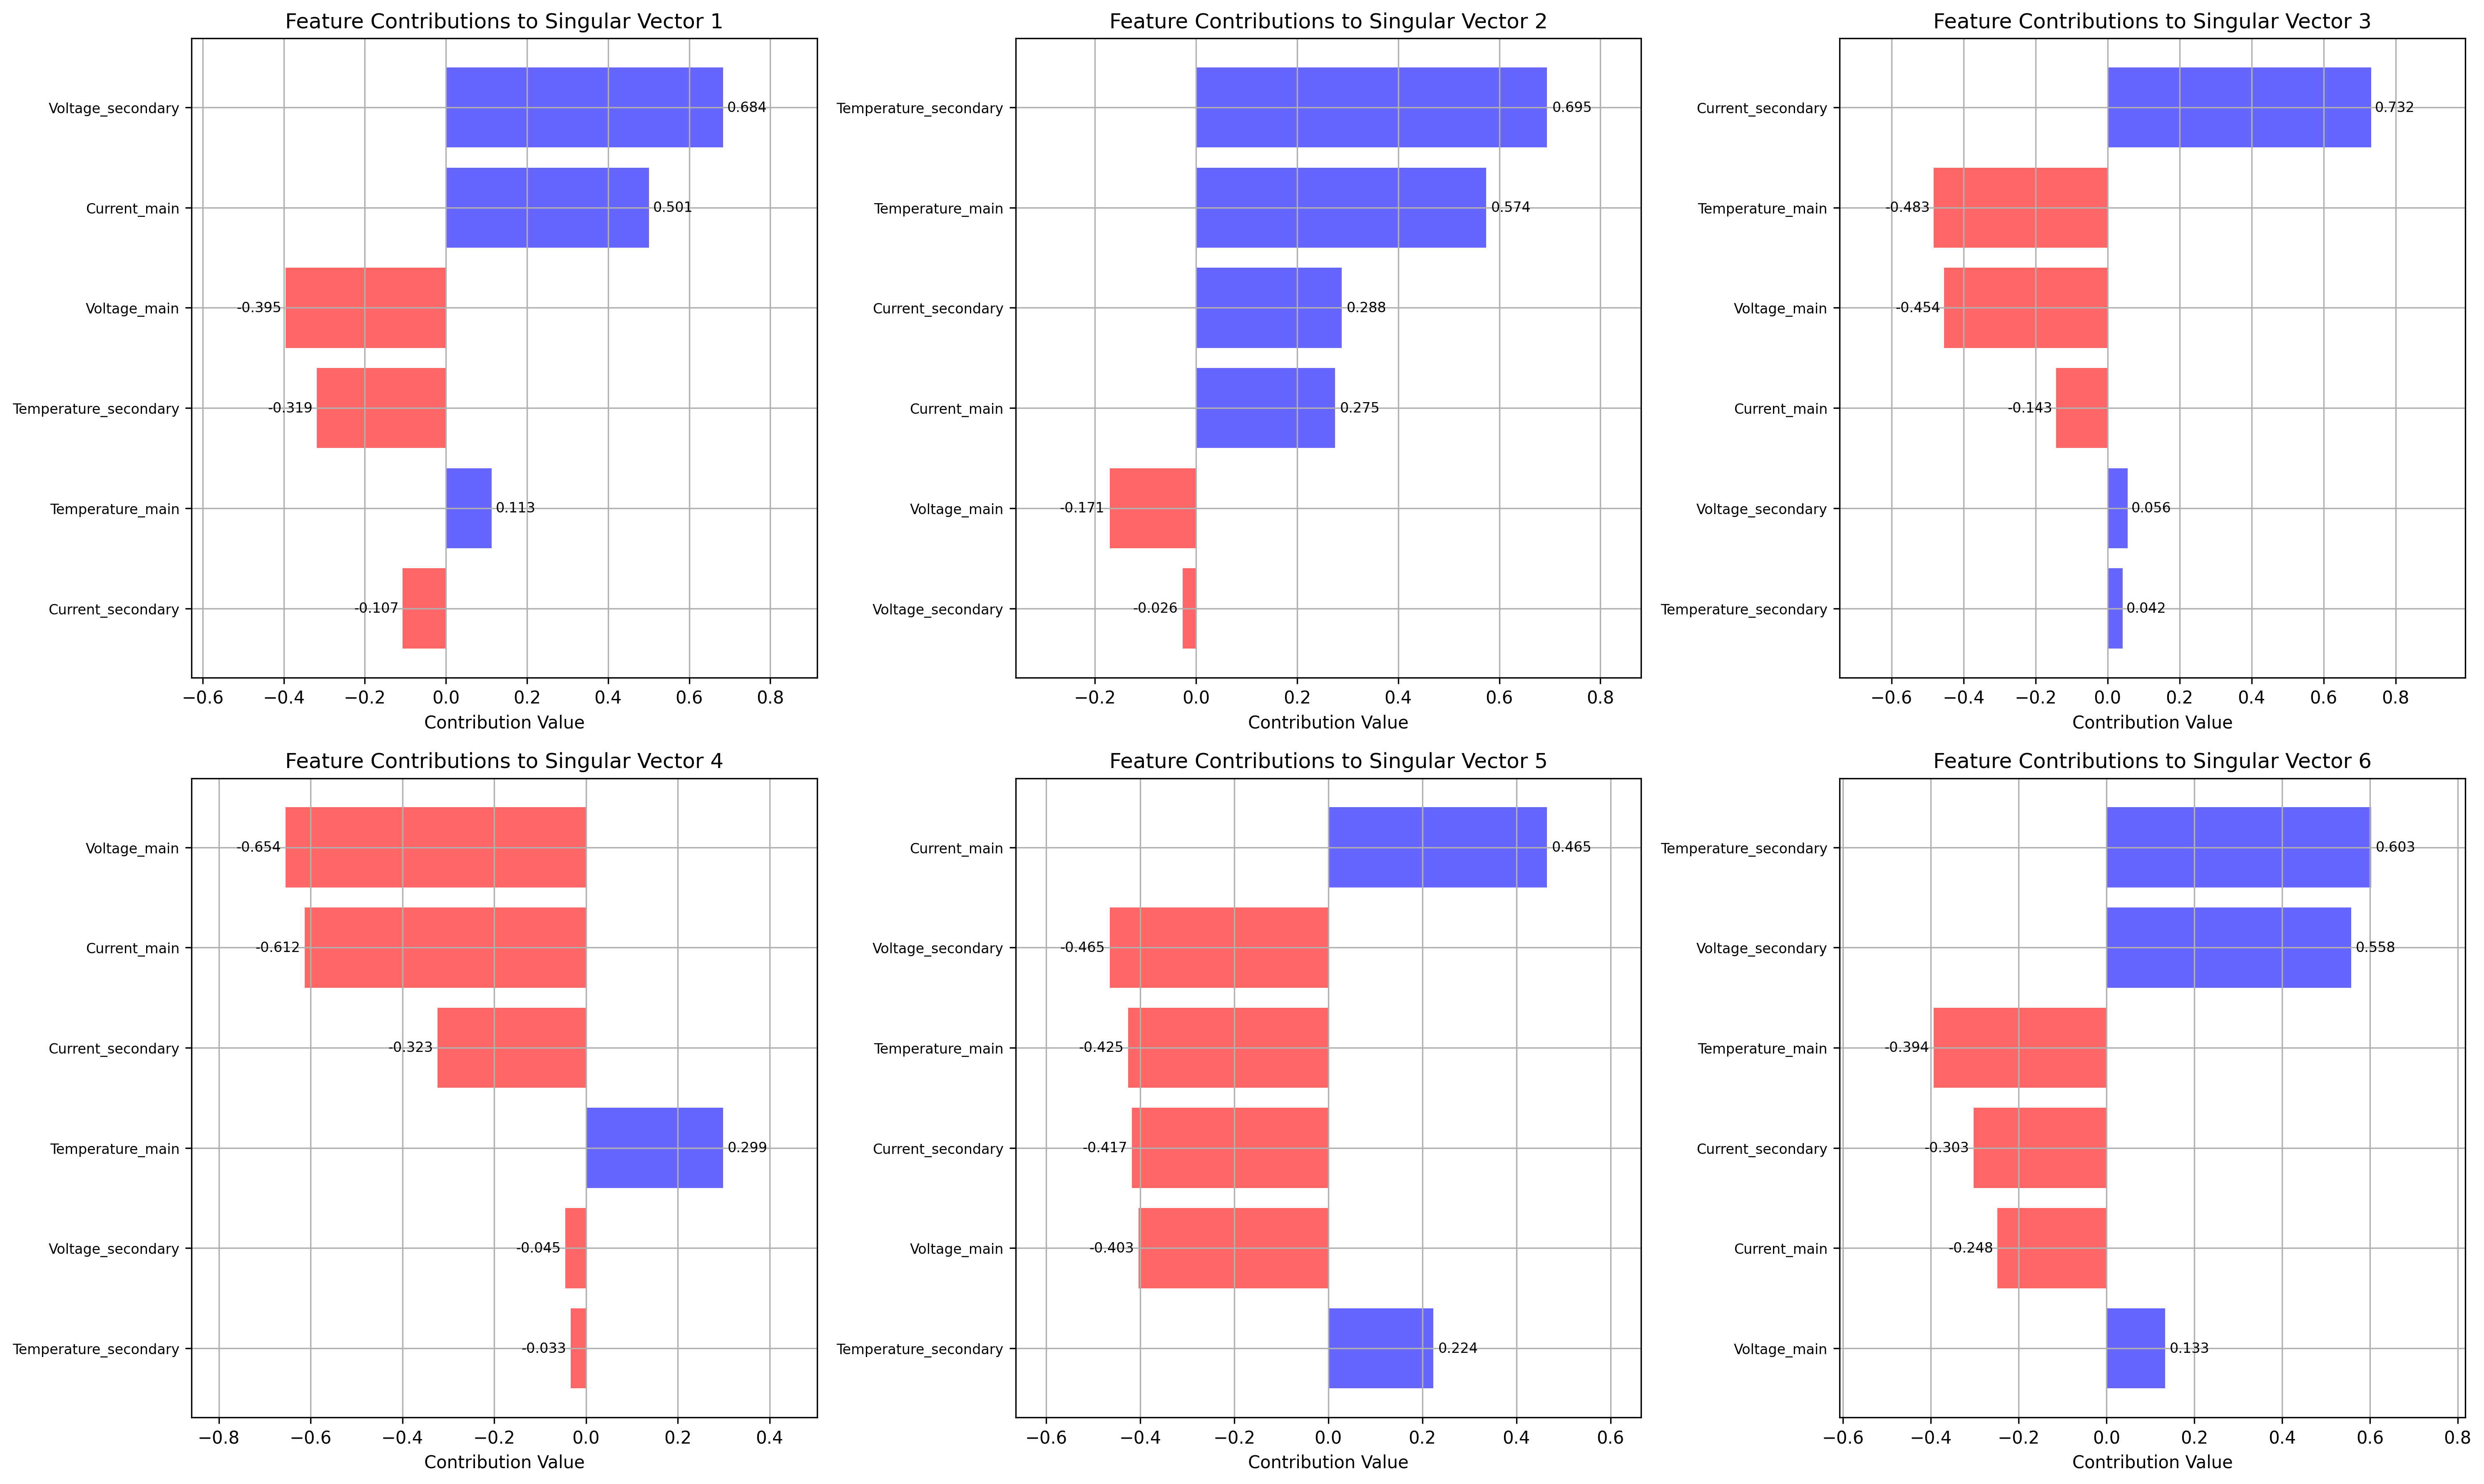 Feature Contributions to Singular Vector 1
Voltage_secondary
0.684
Current_main
0.501
Voltage_main
-0.395
Temperature_secondary
-0.319
Temperature_main
0.113
Current_secondary
-0.107
−0.6 −0.4 −0.2 0.0 0.2 0.4 0.6 0.8
Contribution Value
Feature Contributions to Singular Vector 2
Temperature_secondary
0.695
Temperature_main
0.574
Current_secondary
0.288
Current_main
0.275
Voltage_main
-0.171
Voltage_secondary
-0.026
−0.2 0.0 0.2 0.4 0.6 0.8
Contribution Value
Feature Contributions to Singular Vector 3
Current_secondary
0.732
Temperature_main
-0.483
Voltage_main
-0.454
Current_main
-0.143
Voltage_secondary
0.056
Temperature_secondary
0.042
−0.6 −0.4 −0.2 0.0 0.2 0.4 0.6 0.8
Contribution Value
Feature Contributions to Singular Vector 4
Voltage_main
-0.654
Current_main
-0.612
Current_secondary
-0.323
Temperature_main
0.299
Voltage_secondary
-0.045
Temperature_secondary
-0.033
−0.8 −0.6 −0.4 −0.2 0.0 0.2 0.4
Contribution Value
Feature Contributions to Singular Vector 5
Current_main
0.465
Voltage_secondary
-0.465
Temperature_main
-0.425
Current_secondary
-0.417
Voltage_main
-0.403
Temperature_secondary
0.224
−0.6 −0.4 −0.2 0.0 0.2 0.4 0.6
Contribution Value
Feature Contributions to Singular Vector 6
Temperature_secondary
0.603
Voltage_secondary
0.558
Temperature_main
-0.394
Current_secondary
-0.303
Current_main
-0.248
Voltage_main
0.133
−0.6 −0.4 −0.2 0.0 0.2 0.4 0.6 0.8
Contribution Value